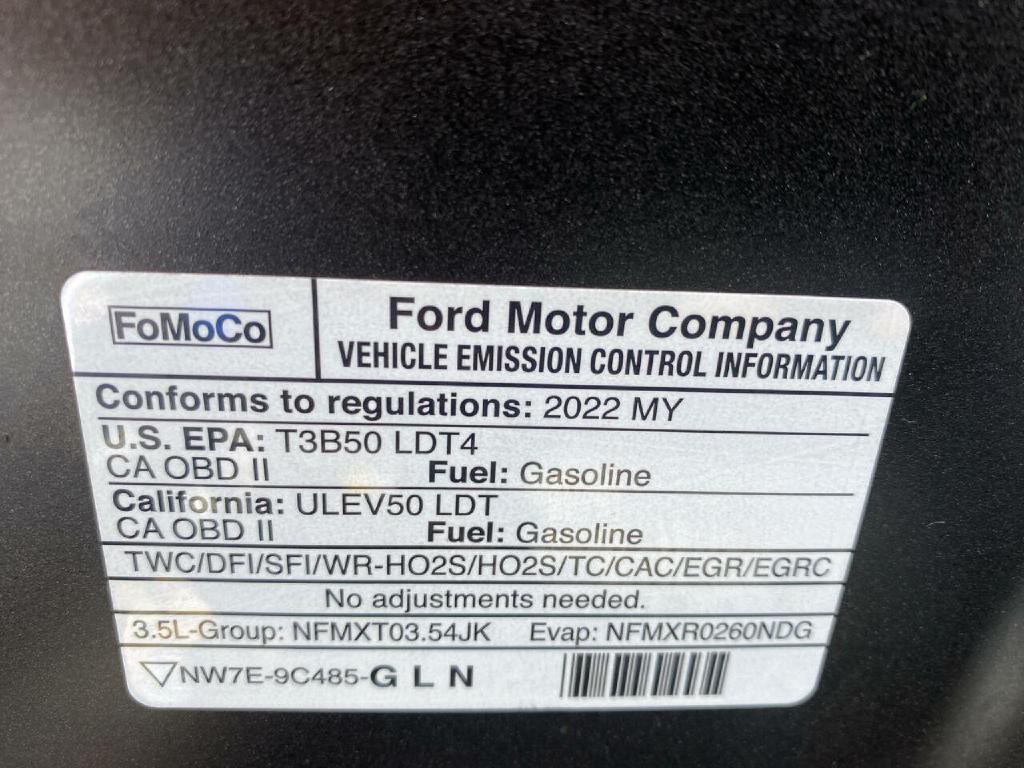 FoMoCo
Ford Motor Company
VEHICLE EMISSION CONTROL INFORMATION
Conforms to regulations: 2022 MY
U.S. EPA: T3B50 LDT4
CA OBD II Fuel: Gasoline
California: ULEV50 LDT
CA OBD II Fuel: Gasoline
TWC/DFI/SFI/WR-HO2S/HO2S/TC/CAC/EGR/EGRC
No adjustments needed.
3.5L-Group: NFMXT03.54JK Evap: NFMXR0260NDG
NW7E-9C485-G L N